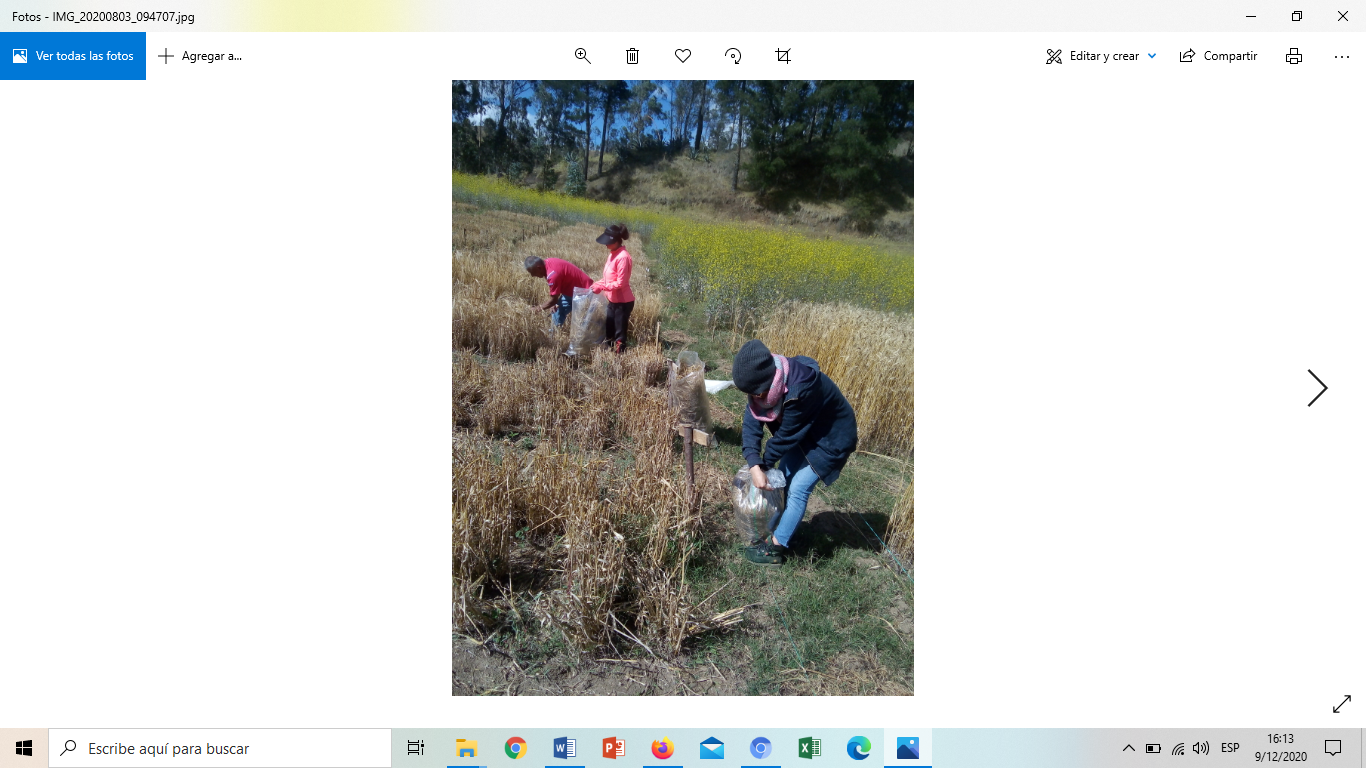 Fotos - IMG_20200803_094707.jpg
Ver todas las fotos
Agregar a...
Editar y crear
Compartir
Escribe aquí para buscar
ESP
16:13
9/12/2020